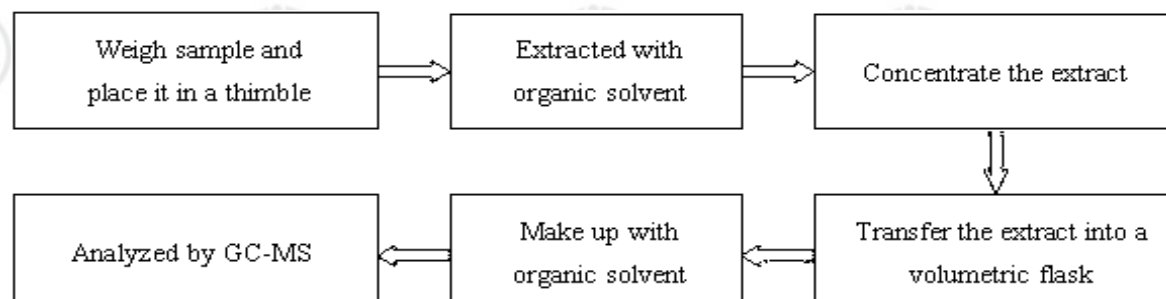 Weigh sample and
place it in a thimble
Extracted with
organic solvent
Concentrate the extract
Transfer the extract into a
volumetric flask
Make up with
organic solvent
Analyzed by GC-MS